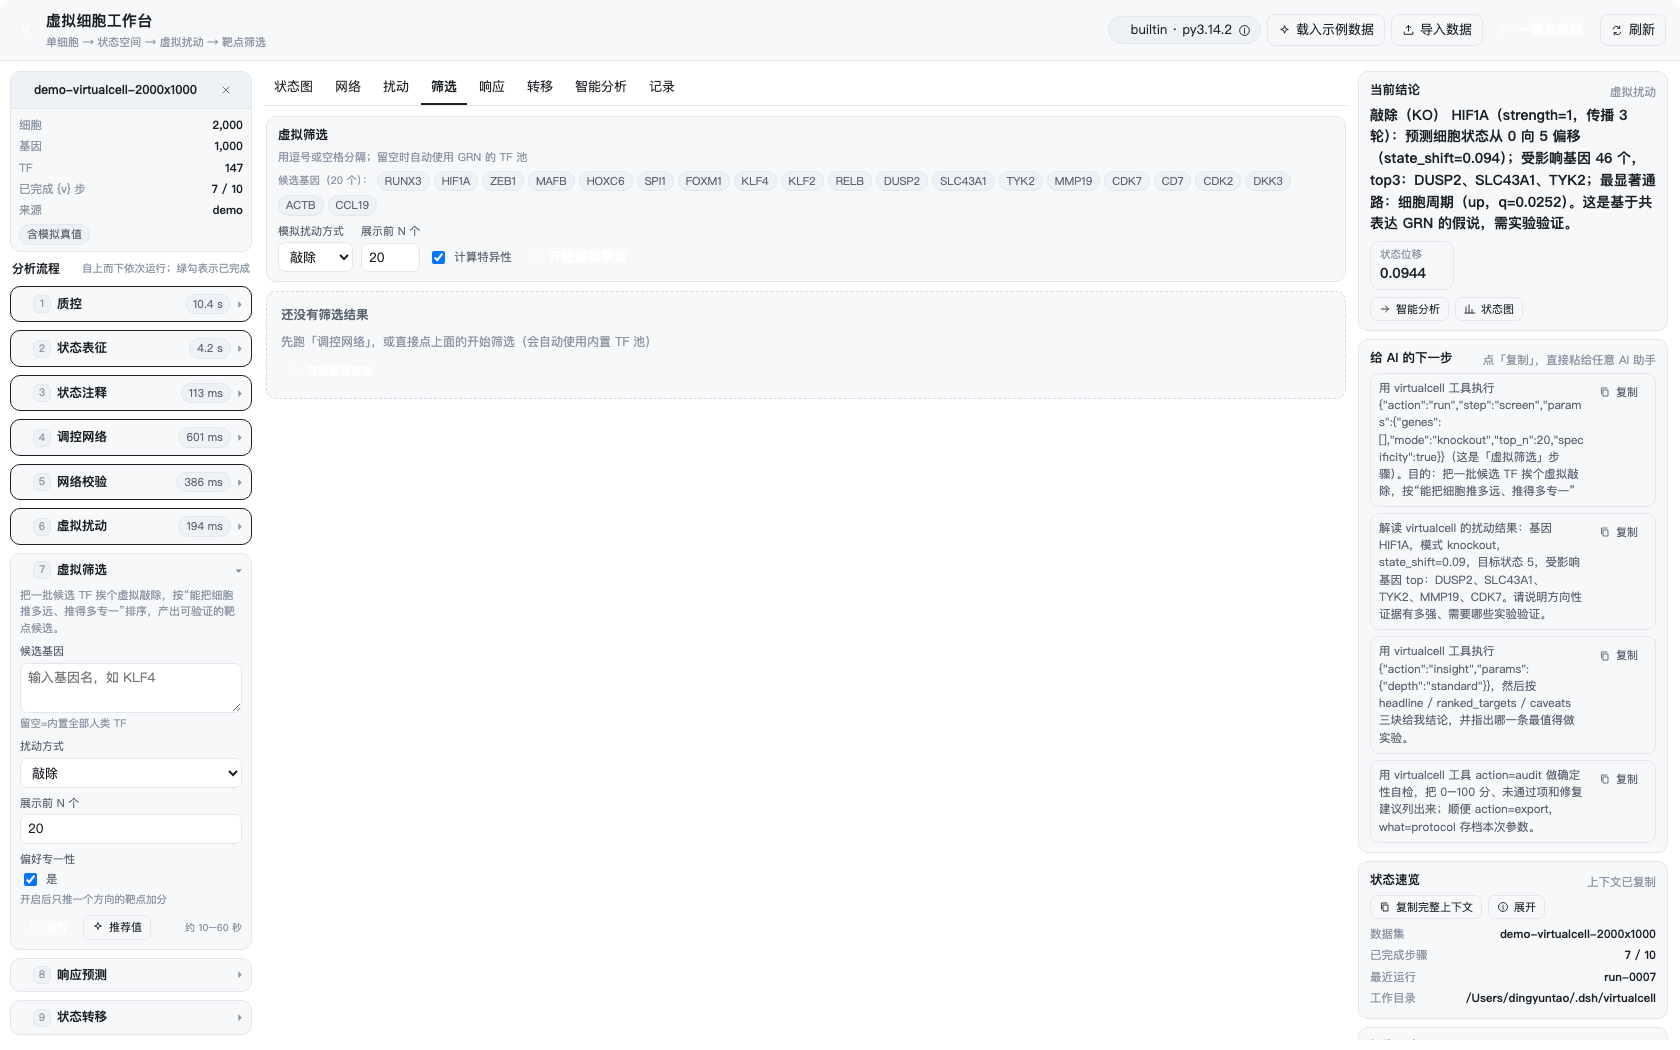 虚拟细胞工作台
单细胞 → 状态空间 → 虚拟扰动 → 靶点筛选
builtin · py3.14.2
载入示例数据
导入数据
一键全流程
刷新
demo-virtualcell-2000x1000
细胞 2,000
基因 1,000
TF 147
已完成 {v} 步 7 / 10
来源 demo
含模拟真值
分析流程 自上而下依次运行；绿勾表示已完成
1 质控 10.4 s
2 状态表征 4.2 s
3 状态注释 113 ms
4 调控网络 601 ms
5 网络校验 386 ms
6 虚拟扰动 194 ms
7 虚拟筛选
把一批候选 TF 挨个虚拟敲除，按“能把细胞
推多远、推得多专一”排序，产出可验证的靶
点候选。
候选基因
输入基因名，如 KLF4
留空=内置全部人类 TF
扰动方式
敲除
展示前 N 个
20
偏好专一性
是
开启后只推一个方向的靶点加分
推荐值
约 10–60 秒
8 响应预测
9 状态转移
状态图 网络 扰动 筛选 响应 转移 智能分析 记录
虚拟筛选
用逗号或空格分隔；留空时自动使用 GRN 的 TF 池
候选基因（20 个）： RUNX3 HIF1A ZEB1 MAFB HOXC6 SPI1 FOXM1 KLF4 KLF2 RELB DUSP2 SLC43A1 TYK2 MMP19 CDK7 CD7 CDK2 DKK3
ACTB CCL19
模拟扰动方式 展示前 N 个
敲除 20 计算特异性 开始虚拟筛选
还没有筛选结果
先跑「调控网络」，或直接点上面的开始筛选（会自动使用内置 TF 池）
开始虚拟筛选
当前结论 虚拟扰动
敲除（KO） HIF1A（strength=1，传播 3
轮）：预测细胞状态从 0 向 5 偏移
（state_shift=0.094）；受影响基因 46 个，
top3：DUSP2、SLC43A1、TYK2；最显著通
路：细胞周期（up，q=0.0252）。这是基于共
表达 GRN 的假说，需实验验证。
状态位移
0.0944
智能分析 状态图
给 AI 的下一步 点「复制」，直接粘给任意 AI 助手
用 virtualcell 工具执行
{"action":"run","step":"screen","param
s":{"genes":
[],"mode":"knockout","top_n":20,"spec
ificity":true}}（这是「虚拟筛选」步
骤）。目的：把一批候选 TF 挨个虚拟敲
除，按“能把细胞推多远、推得多专一”
复制
解读 virtualcell 的扰动结果：基因
HIF1A，模式 knockout，
state_shift=0.09，目标状态 5，受影响
基因 top：DUSP2、SLC43A1、
TYK2、MMP19、CDK7。请说明方向性
证据有多强、需要哪些实验验证。
复制
用 virtualcell 工具执行
{"action":"insight","params":
{"depth":"standard"}}，然后按
headline / ranked_targets / caveats
三块给我结论，并指出哪一条最值得做
实验。
复制
用 virtualcell 工具 action=audit 做确定
性自检，把 0–100 分、未通过项和修复
建议列出来；顺便 action=export,
what=protocol 存档本次参数。
复制
状态速览 上下文已复制
复制完整上下文 展开
数据集 demo-virtualcell-2000x1000
已完成步骤 7 / 10
最近运行 run-0007
工作目录 /Users/dingyuntao/.dsh/virtualcell